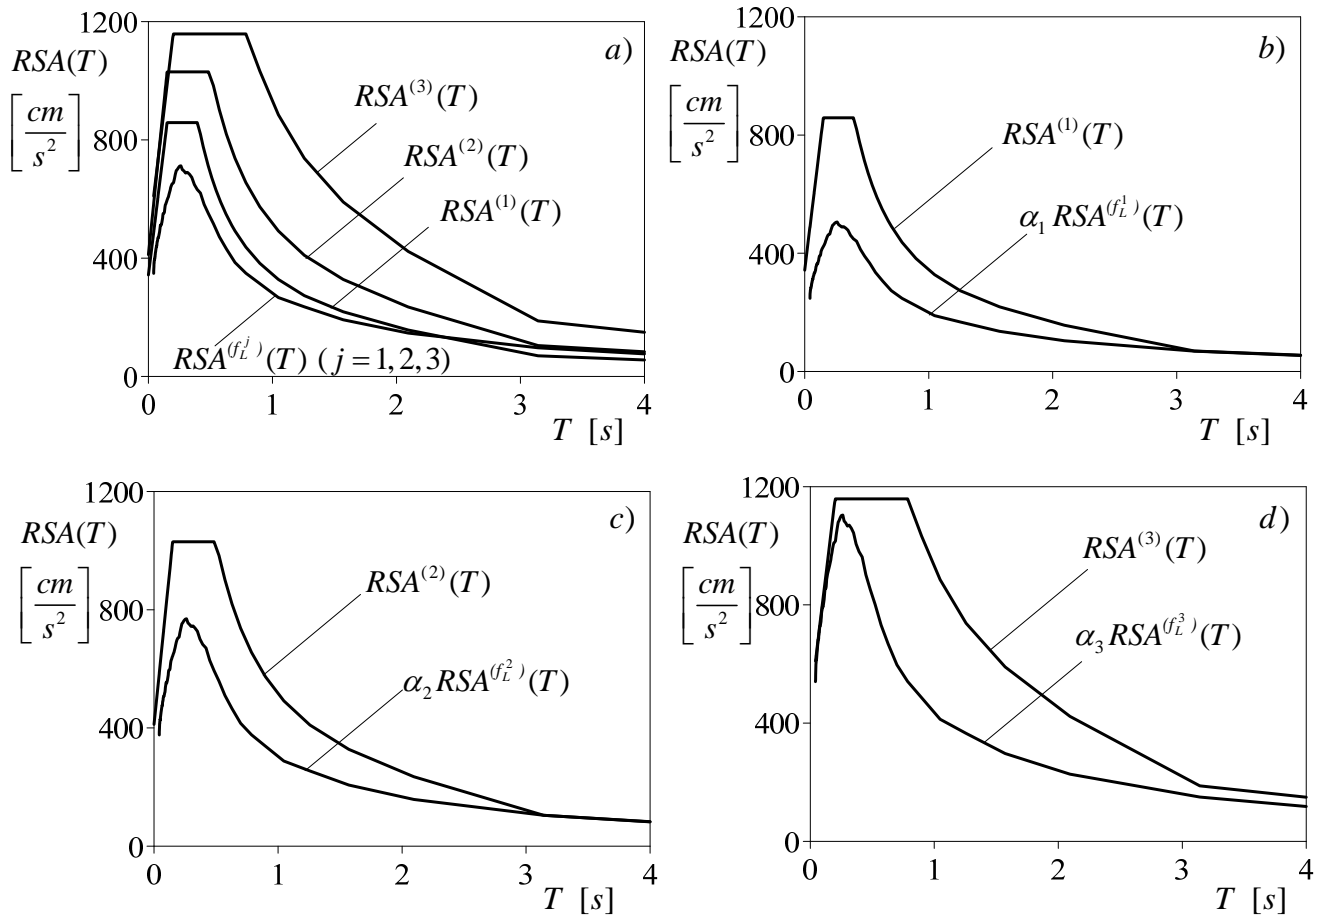 a)
RSA(T)
[cm/s²]
1200
800
400
0
RSA⁽³⁾(T)
RSA⁽²⁾(T)
RSA⁽¹⁾(T)
RSA^(f_L^j)(T) (j = 1,2,3)
0 1 2 3 4
T [s]
b)
RSA(T)
[cm/s²]
1200
800
400
0
RSA⁽¹⁾(T)
α₁ RSA^(f_L^1)(T)
0 1 2 3 4
T [s]
c)
RSA(T)
[cm/s²]
1200
800
400
0
RSA⁽²⁾(T)
α₂ RSA^(f_L^2)(T)
0 1 2 3 4
T [s]
d)
RSA(T)
[cm/s²]
1200
800
400
0
RSA⁽³⁾(T)
α₃ RSA^(f_L^3)(T)
0 1 2 3 4
T [s]